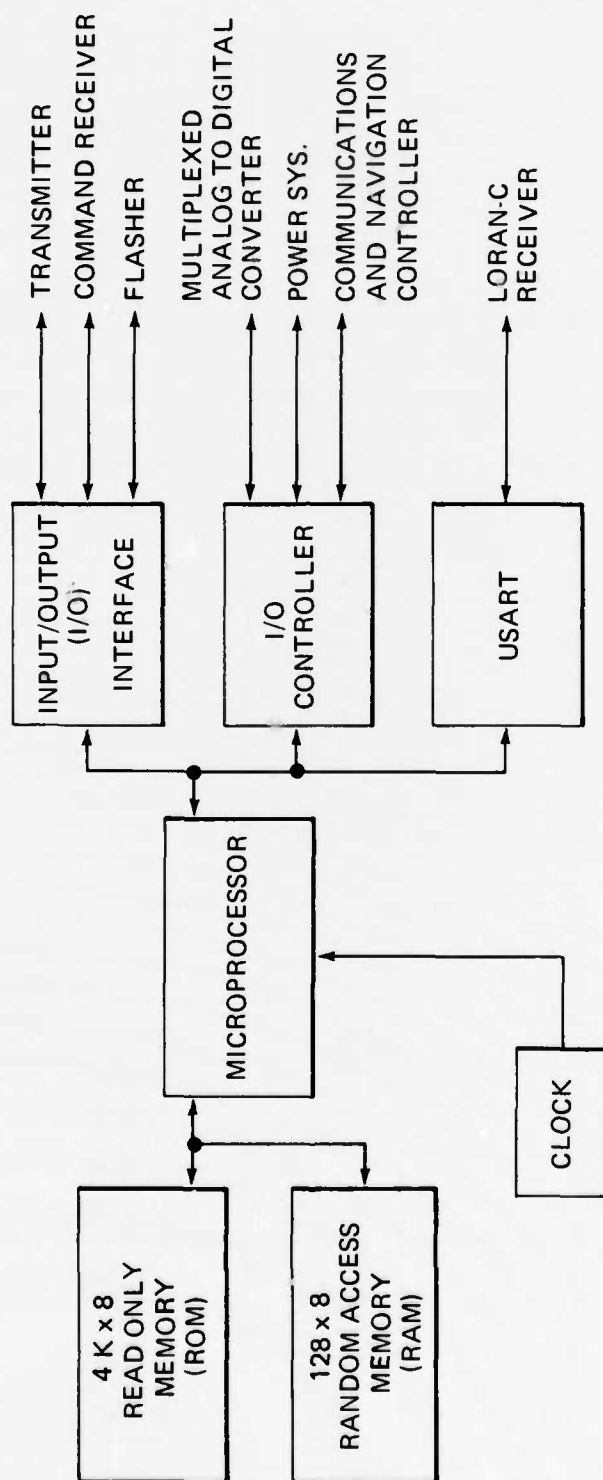 4 K x 8
READ ONLY
MEMORY
(ROM)
128 x 8
RANDOM ACCESS
MEMORY
(RAM)
CLOCK
MICROPROCESSOR
INPUT/OUTPUT
(I/O)
INTERFACE
I/O
CONTROLLER
USART
TRANSMITTER
COMMAND RECEIVER
FLASHER
MULTIPLEXED
ANALOG TO DIGITAL
CONVERTER
POWER SYS.
COMMUNICATIONS
AND NAVIGATION
CONTROLLER
LORAN-C
RECEIVER